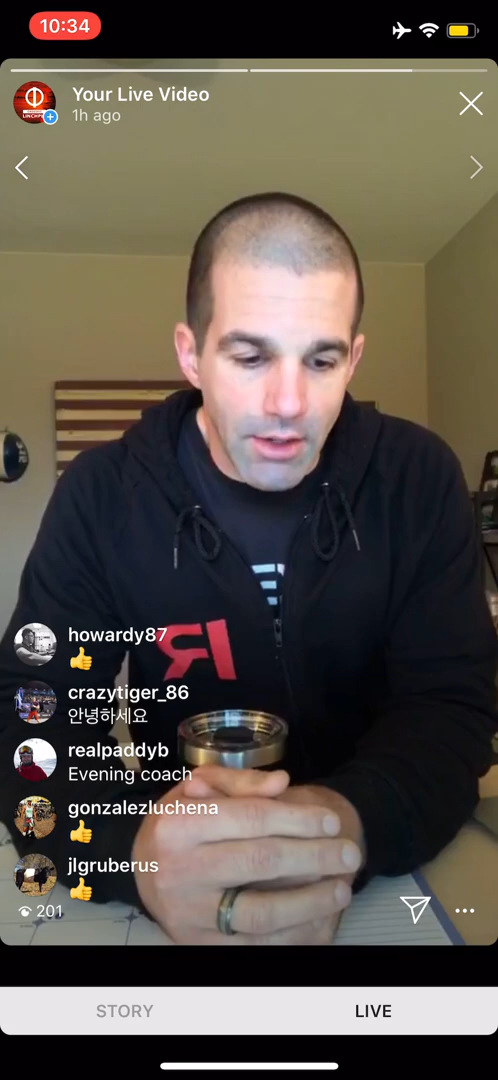 10:34
Your Live Video
1h ago
LINCHPIN
howardy87
👍
crazytiger_86
안녕하세요
realpaddyb
Evening coach
gonzalezluchena
👍
jlgruberus
👍
201
STORY
LIVE